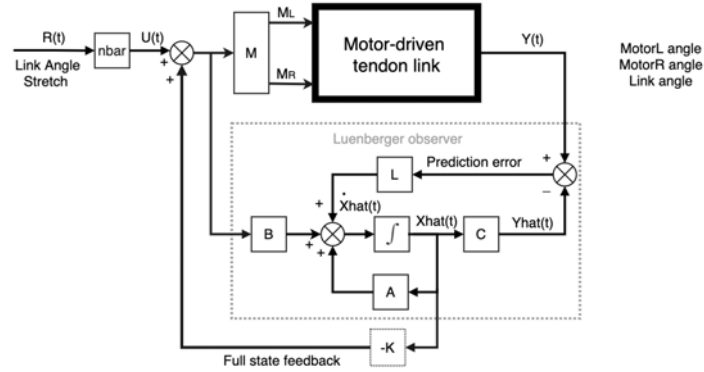 R(t)
Link Angle
Stretch
nbar
U(t)
+
+
M
ML
MR
Motor-driven
tendon link
Y(t)
MotorL angle
MotorR angle
Link angle
Luenberger observer
L
Prediction error
+
−
+
Ẋhat(t)
B
+
+
∫
Xhat(t)
C
Yhat(t)
A
-K
Full state feedback